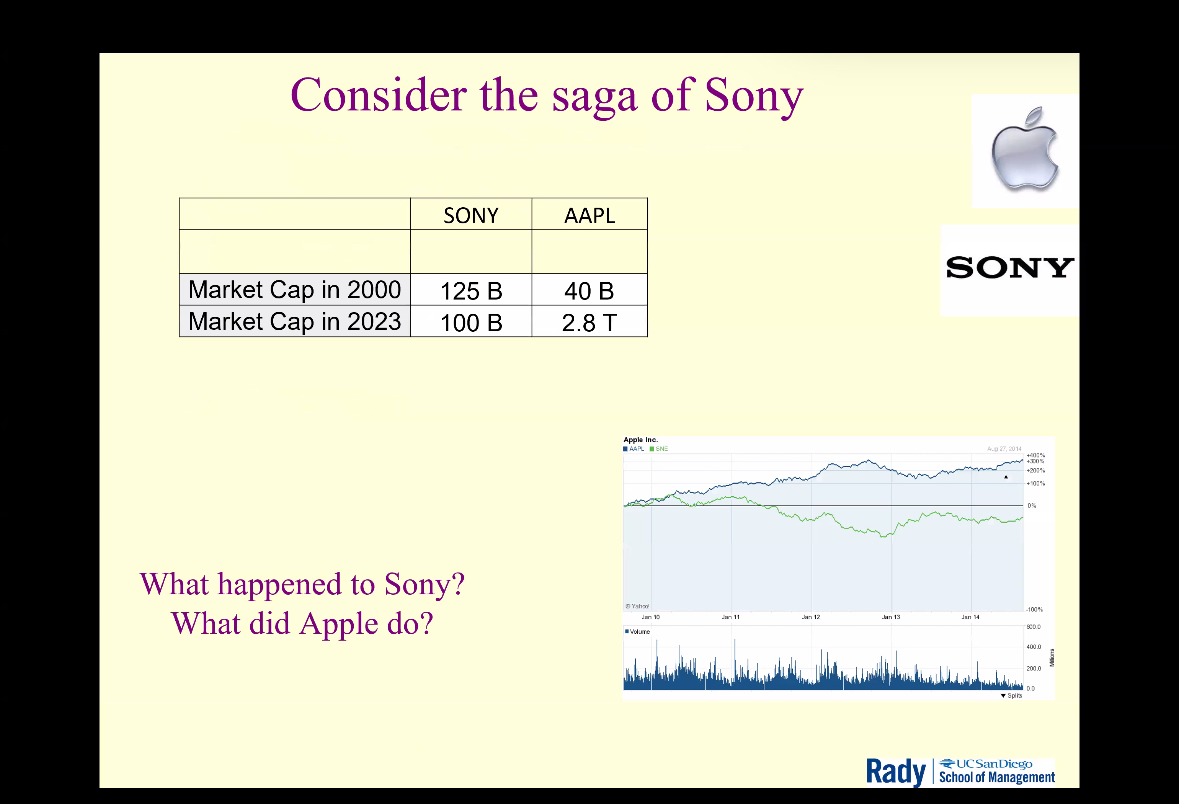 Consider the saga of Sony
SONY AAPL
Market Cap in 2000 125 B 40 B
Market Cap in 2023 100 B 2.8 T
SONY
What happened to Sony?
What did Apple do?
Apple Inc.
AAPL SNE Aug 27, 2014
+400%
+300%
+200%
+100%
0%
© Yahoo!
-100%
Jan 10 Jan 11 Jan 12 Jan 13 Jan 14
Volume
600.0
400.0
200.0
0.0
Millions
Splits
Rady UC San Diego
School of Management